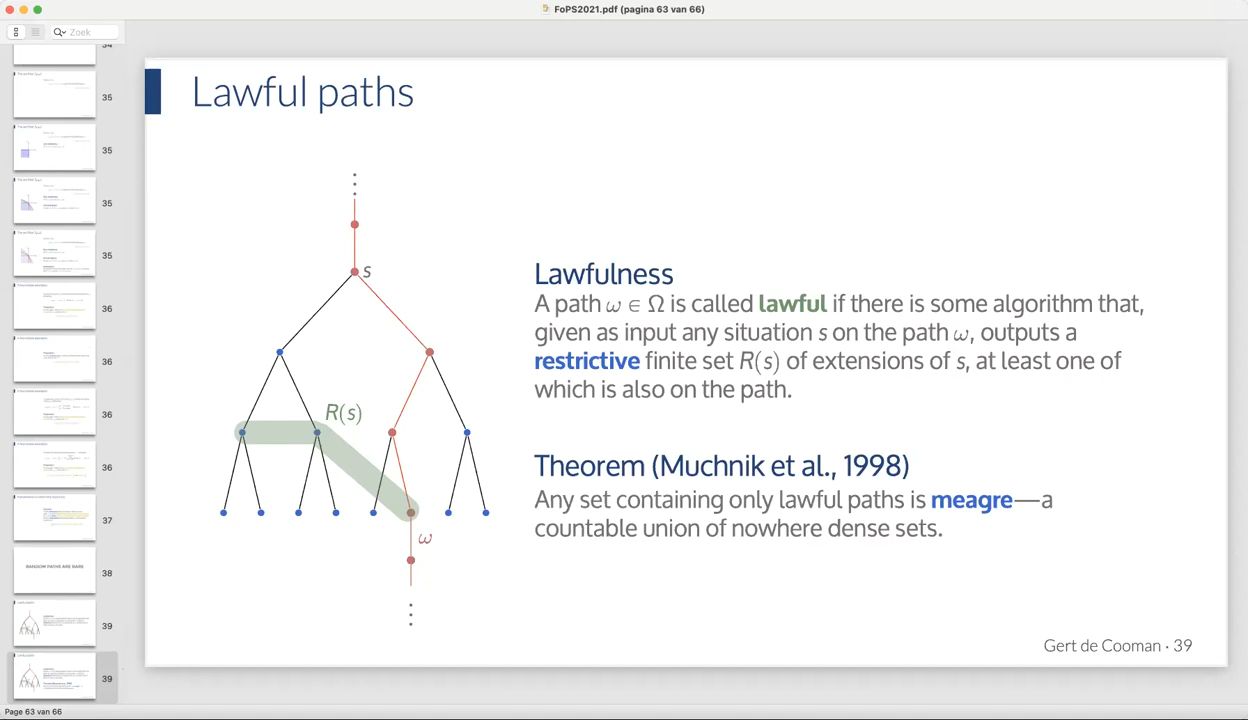 FoPS2021.pdf (pagina 63 van 66)
Zoek
34
35
35
35
35
36
36
36
36
37
RANDOM PATHS ARE RARE
38
39
39
Lawful paths
s
R(s)
ω
Lawfulness
A path ω ∈ Ω is called lawful if there is some algorithm that,
given as input any situation s on the path ω, outputs a
restrictive finite set R(s) of extensions of s, at least one of
which is also on the path.
Theorem (Muchnik et al., 1998)
Any set containing only lawful paths is meagre—a
countable union of nowhere dense sets.
Gert de Cooman · 39
Page 63 van 66